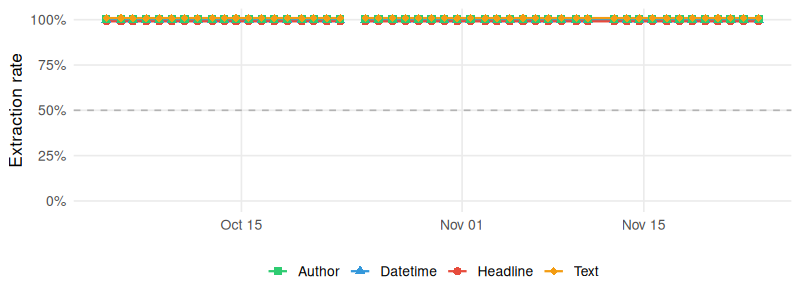 Extraction rate
100%
75%
50%
25%
0%
Oct 15 Nov 01 Nov 15
Author Datetime Headline Text